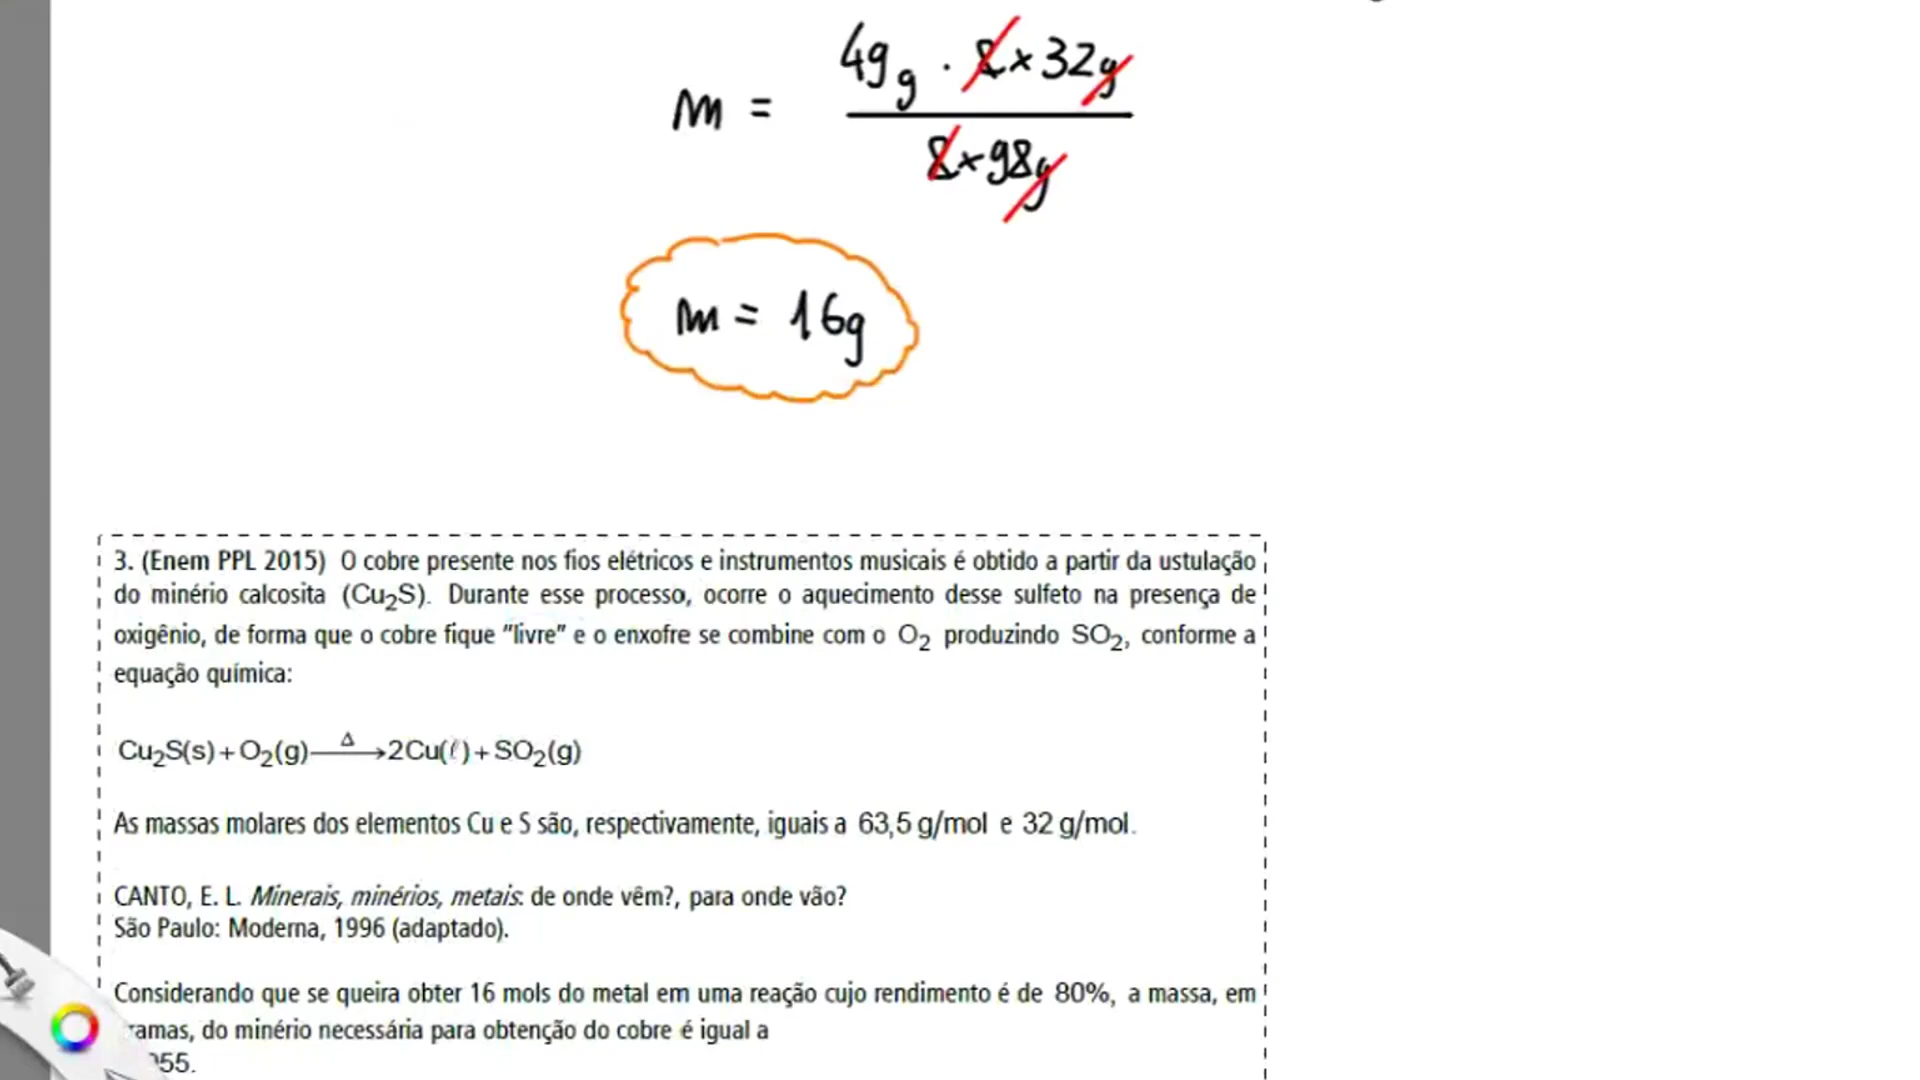 m = 49g . 8x32g
8x98g
m = 16g
3. (Enem PPL 2015) O cobre presente nos fios elétricos e instrumentos musicais é obtido a partir da ustulação
do minério calcosita (Cu₂S). Durante esse processo, ocorre o aquecimento desse sulfeto na presença de
oxigênio, de forma que o cobre fique "livre" e o enxofre se combine com o O₂ produzindo SO₂, conforme a
equação química:
Cu₂S(s)+O₂(g) Δ→ 2Cu(ℓ)+SO₂(g)
As massas molares dos elementos Cu e S são, respectivamente, iguais a 63,5 g/mol e 32 g/mol.
CANTO, E. L. Minerais, minérios, metais: de onde vêm?, para onde vão?
São Paulo: Moderna, 1996 (adaptado).
Considerando que se queira obter 16 mols do metal em uma reação cujo rendimento é de 80%, a massa, em
ramas, do minério necessária para obtenção do cobre é igual a
55.